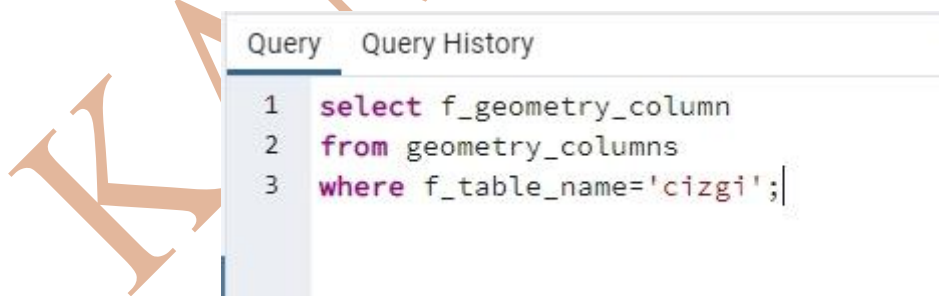 Query Query History
1 select f_geometry_column
2 from geometry_columns
3 where f_table_name='cizgi';
K